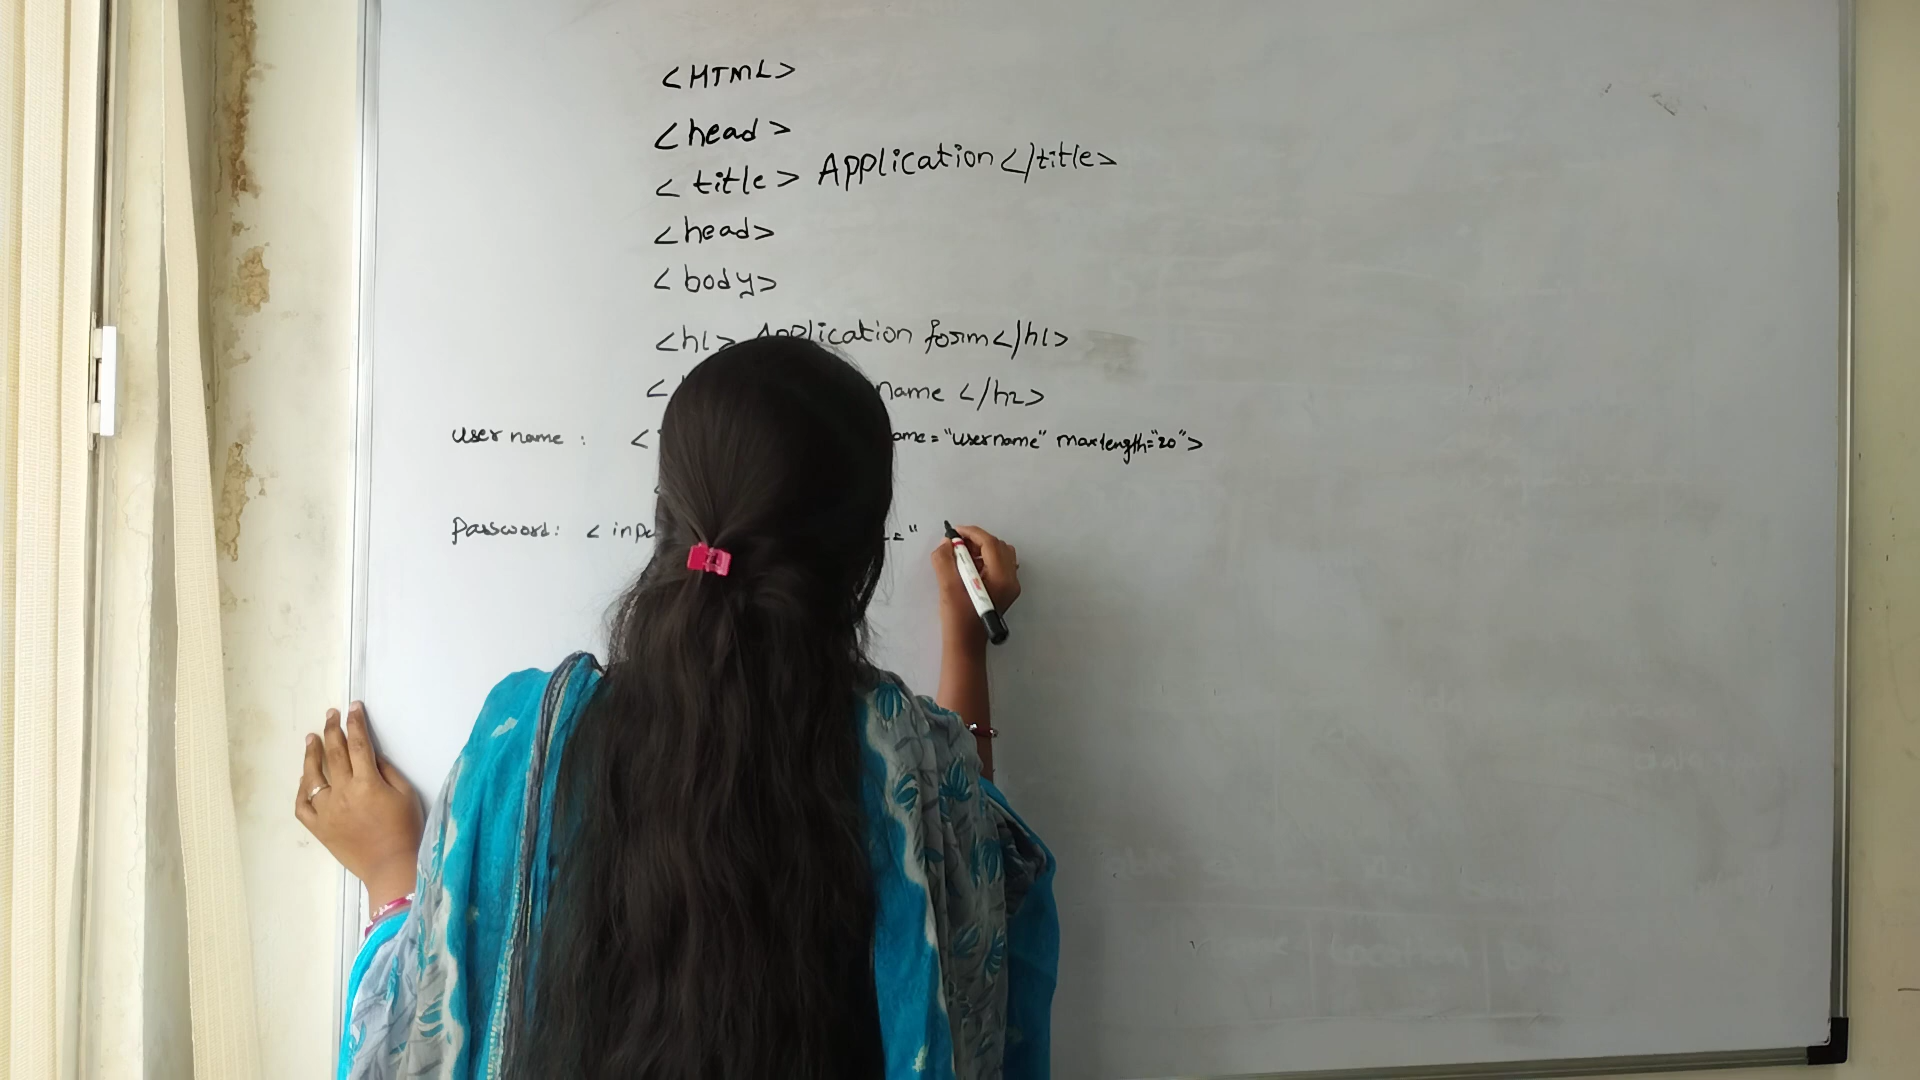 <HTML>
<head>
<title> Application</title>
<head>
<body>
<h1> Application form</h1>
< name </h2>
user name : < ame="username" maxlength="20">
Password: < inp ="
Location